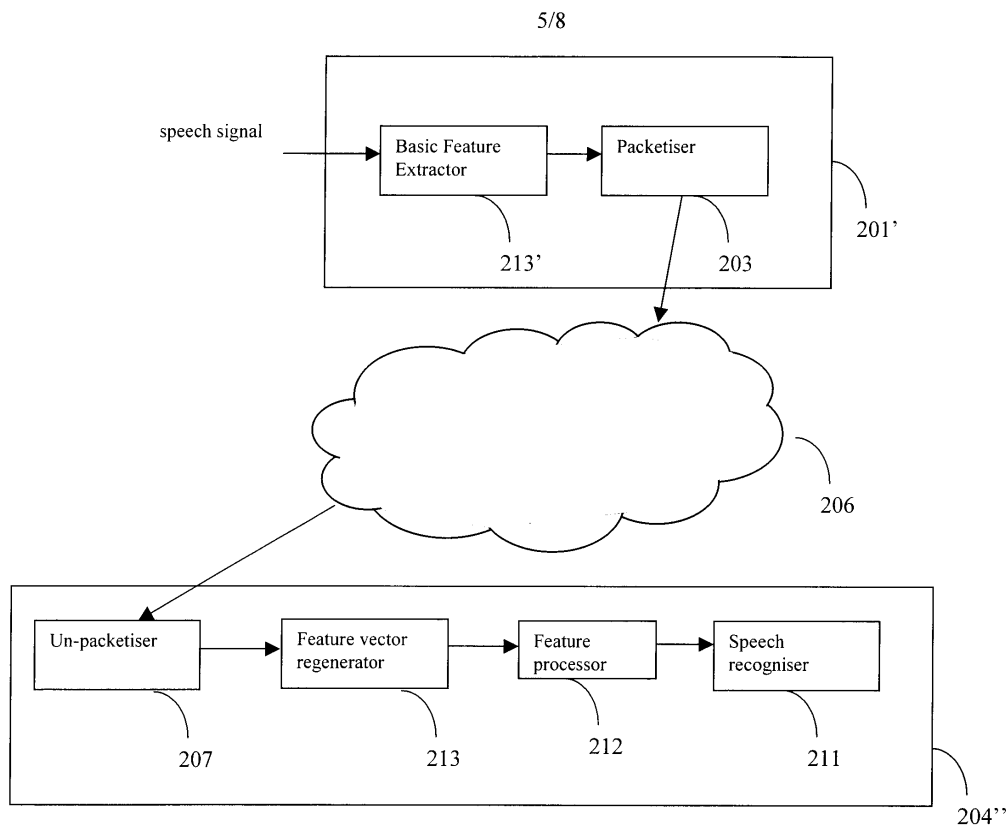 5/8
speech signal
Basic Feature
Extractor
Packetiser
201’
213’
203
206
Un-packetiser
Feature vector
regenerator
Feature
processor
Speech
recogniser
207
213
212
211
204’’